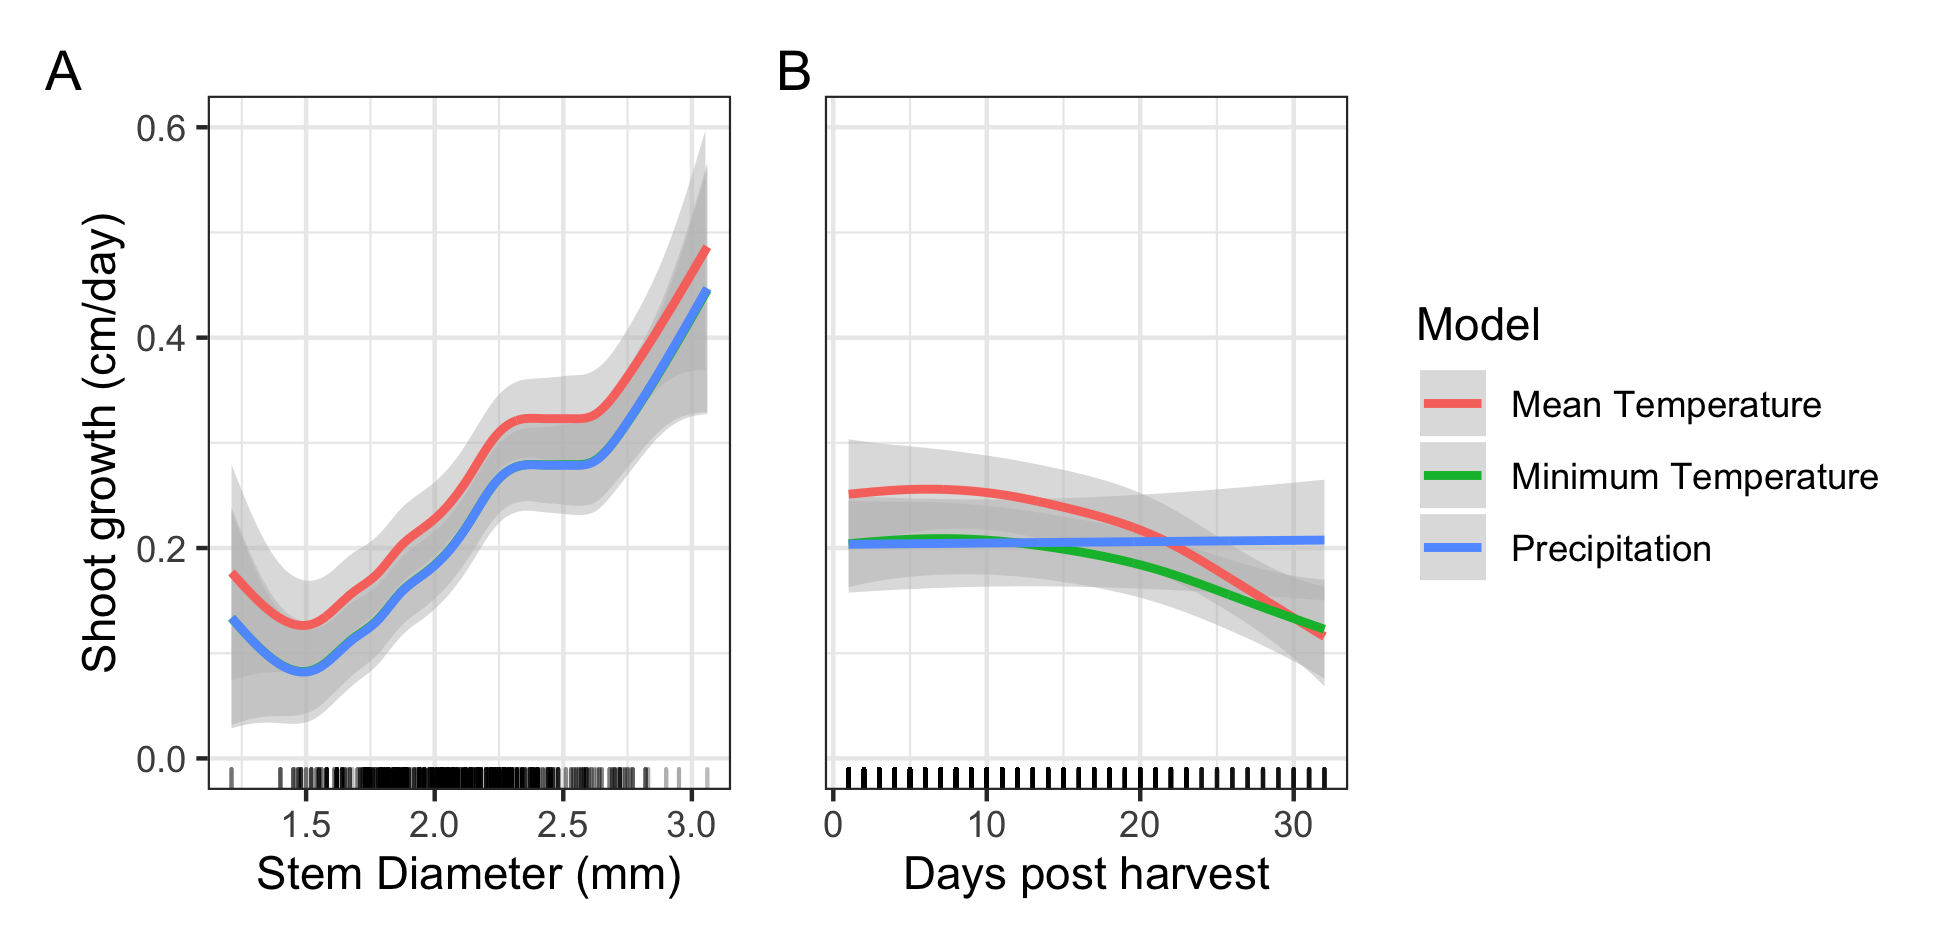 A
B
Shoot growth (cm/day)
0.6
0.4
0.2
0.0
1.5 2.0 2.5 3.0
Stem Diameter (mm)
0 10 20 30
Days post harvest
Model
Mean Temperature
Minimum Temperature
Precipitation